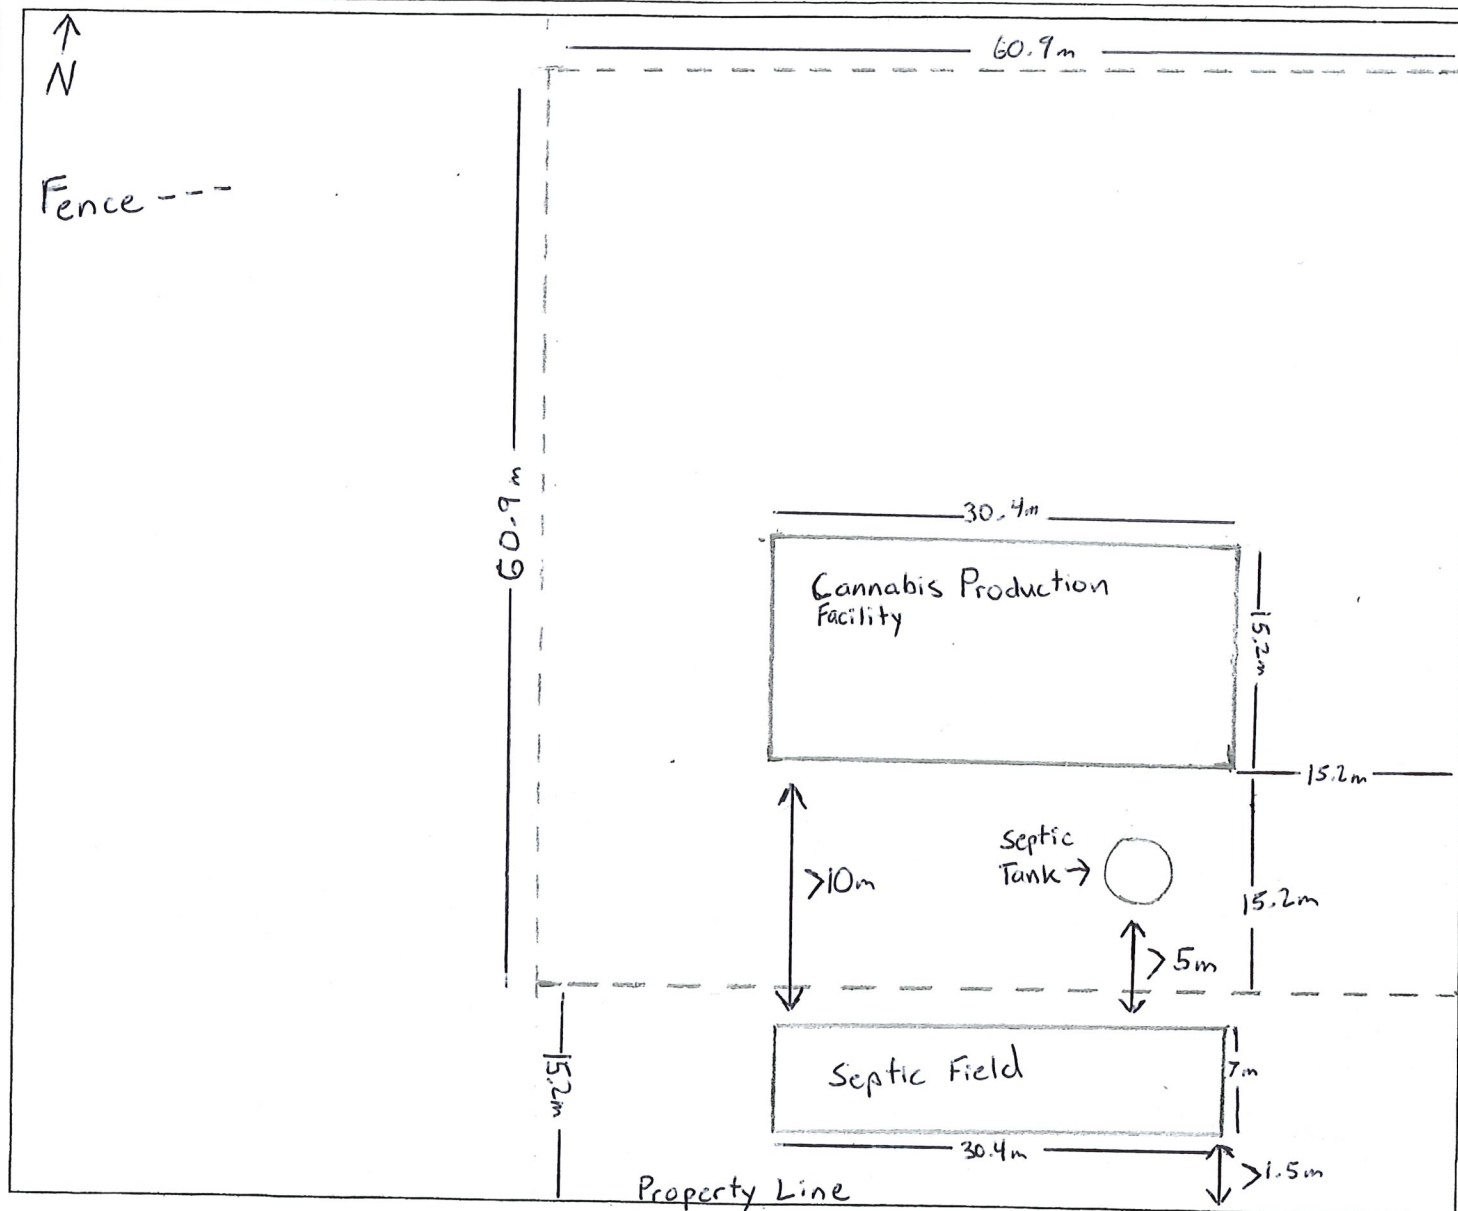 60.9m
N
Fence ---
60.9m
30.4m
Cannabis Production
Facility
15.2m
15.2m
>10m
Septic
Tank →
15.2m
>5m
Septic Field
7m
15.2m
30.4m
>1.5m
Property Line